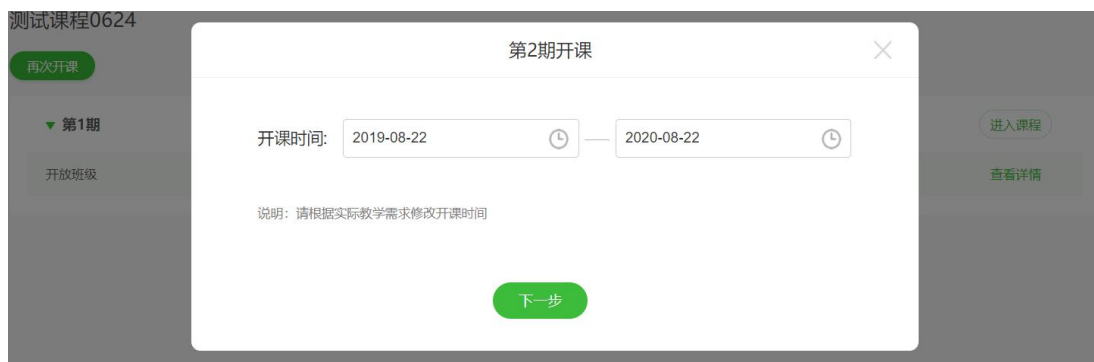 测试课程0624
再次开课
第2期开课
▼ 第1期
进入课程
开课时间: 2019-08-22 — 2020-08-22
开放班级
查看详情
说明：请根据实际教学需求修改开课时间
下一步